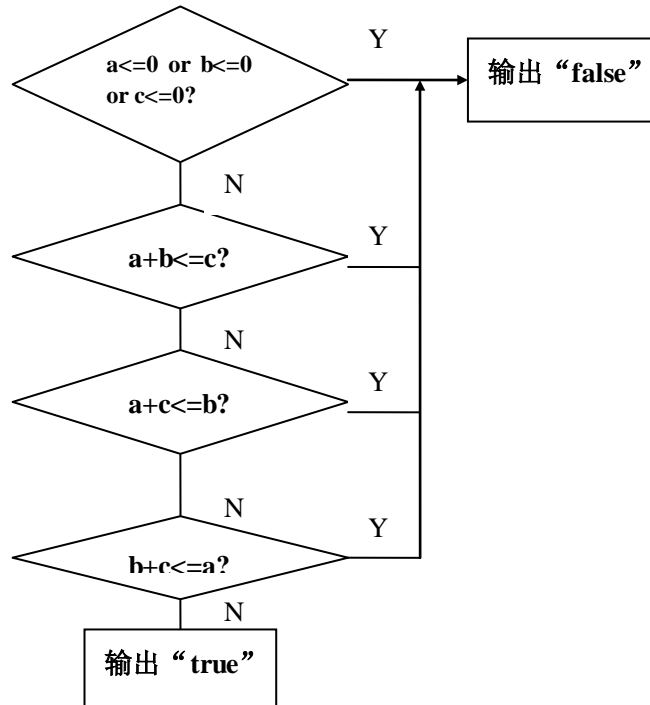 Y
a<=0 or b<=0
or c<=0?
输出“false”
N
Y
a+b<=c?
N
Y
a+c<=b?
N
Y
b+c<=a?
N
输出“true”